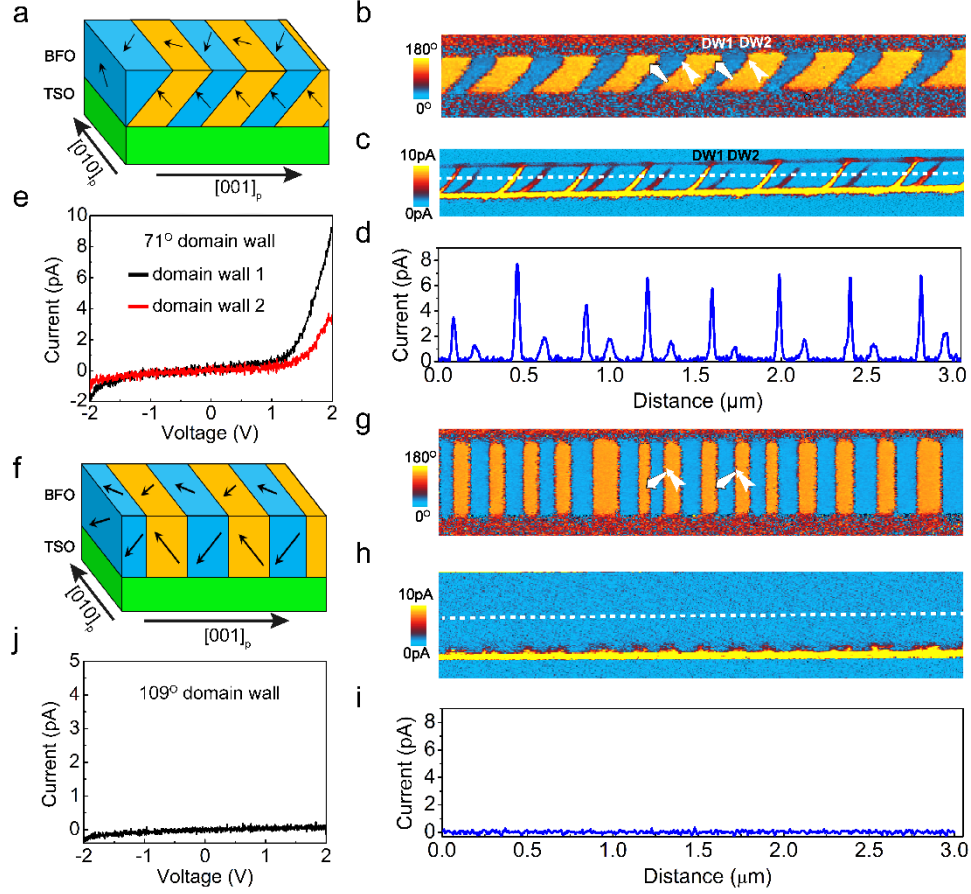 a
BFO
TSO
[010]p
[001]p
b
180°
0°
DW1 DW2
c
10pA
0pA
DW1 DW2
d
Current (pA)
8
6
4
2
0
0.0 0.5 1.0 1.5 2.0 2.5 3.0
Distance (μm)
e
Current (pA)
10
9
8
7
6
5
4
3
2
1
0
-2
71° domain wall
domain wall 1
domain wall 2
-2 -1 0 1 2
Voltage (V)
f
BFO
TSO
[010]p
[001]p
g
180°
0°
h
10pA
0pA
i
Current (pA)
8
6
4
2
0
0.0 0.5 1.0 1.5 2.0 2.5 3.0
Distance (μm)
j
Current (pA)
5
4
3
2
1
0
109° domain wall
-2 -1 0 1 2
Voltage (V)